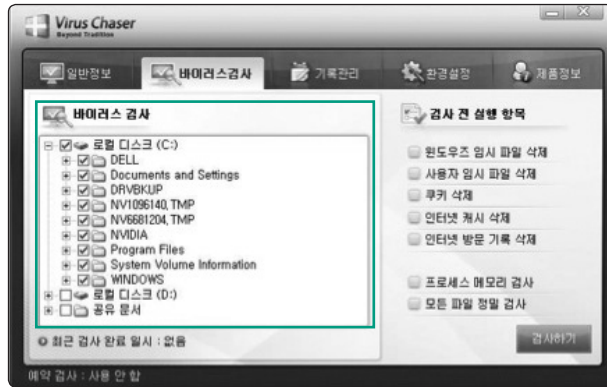 Virus Chaser
Beyond Tradition
일반정보
바이러스검사
기록관리
환경설정
제품정보
바이러스 검사
로컬 디스크 (C:)
DELL
Documents and Settings
DRVBKUP
NV1096140,TMP
NV6681204,TMP
NVIDIA
Program Files
System Volume Information
WINDOWS
로컬 디스크 (D:)
공유 문서
최근 검사 완료 일시 : 없음
검사 전 실행 항목
윈도우즈 임시 파일 삭제
사용자 임시 파일 삭제
쿠키 삭제
인터넷 캐시 삭제
인터넷 방문 기록 삭제
프로세스 메모리 검사
모든 파일 정밀 검사
검사하기
예약 검사 : 사용 안 함